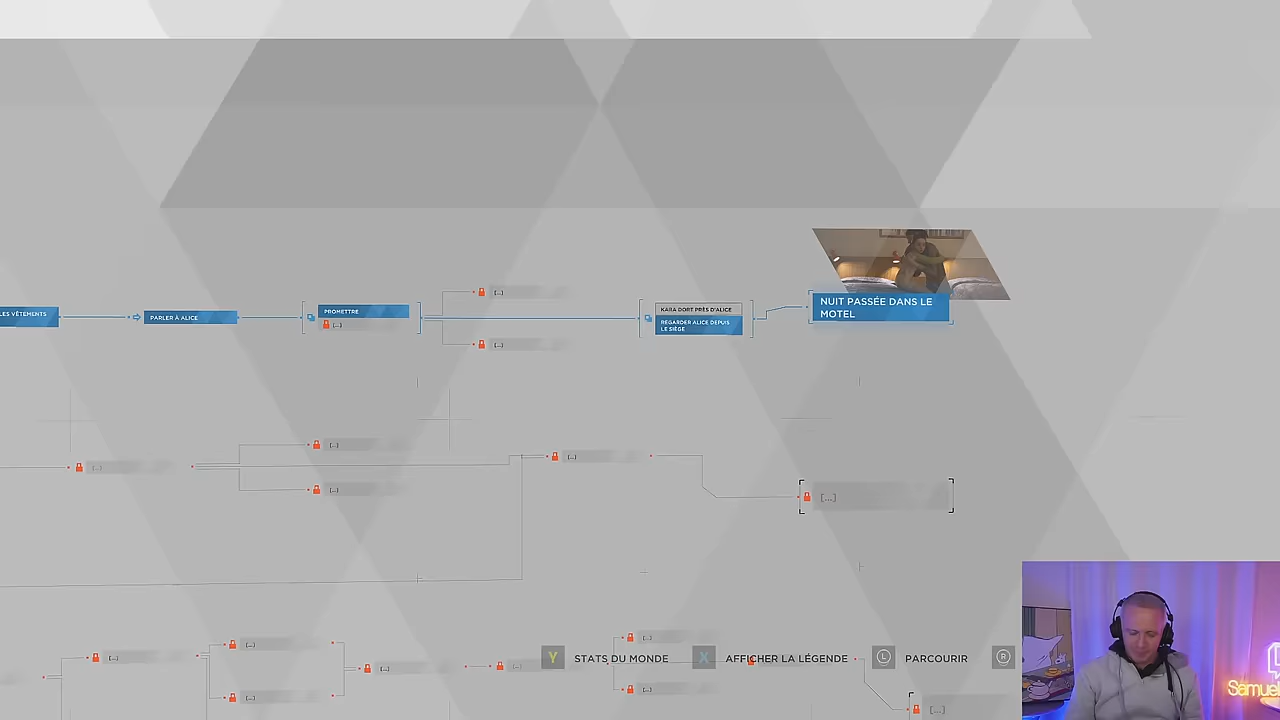 NUIT PASSÉE DANS LE
MOTEL
LES VÊTEMENTS
PARLER À ALICE
PROMETTRE
[...]
[...]
[...]
KARA DORT PRÈS D'ALICE
REGARDER ALICE DEPUIS
LE SIÈGE
[...]
[...]
[...]
[...]
[...]
[...]
[...]
[...]
[...]
[...]
[...]
[...]
[...]
Y STATS DU MONDE X AFFICHER LA LÉGENDE L PARCOURIR R
Samuel